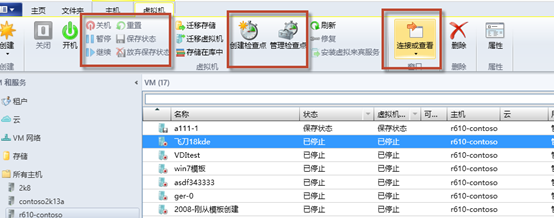 主页 文件夹 主机 虚拟机
创建 关闭 开机 关机 重置 暂停 保存状态 继续 放弃保存状态 迁移存储 迁移虚拟机 存储在库中 创建检查点 管理检查点 刷新 修复 安装虚拟来宾服务 连接或查看 删除 属性
创建 虚拟机 窗口
VM 和服务
租户
云
VM 网络
存储
所有主机
2k8
contoso2k13a
r610-contoso
VM (17)
名称 状态 虚拟机... 可... 主机 云
a111-1 保存状态 保存状态 r610-contoso
飞刀18kde 已停止 已停止 r610-contoso
VDItest 已停止 已停止 r610-contoso
win7模板 已停止 已停止 r610-contoso
asdf343333 已停止 已停止 r610-contoso
ger-0 已停止 已停止 r610-contoso
2008-刚从模板创建 已停止 已停止 r610-contoso